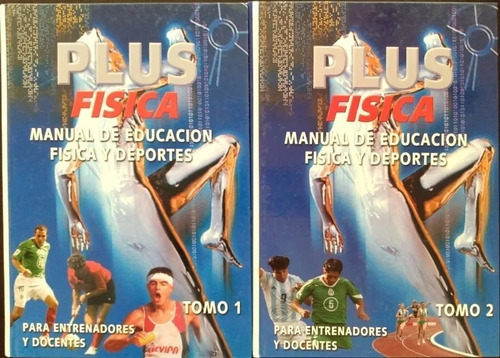 PLUS
FISICA
MANUAL DE EDUCACION
FISICA Y DEPORTES
TOMO 1
PARA ENTRENADORES
Y DOCENTES
PLUS
FISICA
MANUAL DE EDUCACION
FISICA Y DEPORTES
TOMO 2
PARA ENTRENADORES
Y DOCENTES